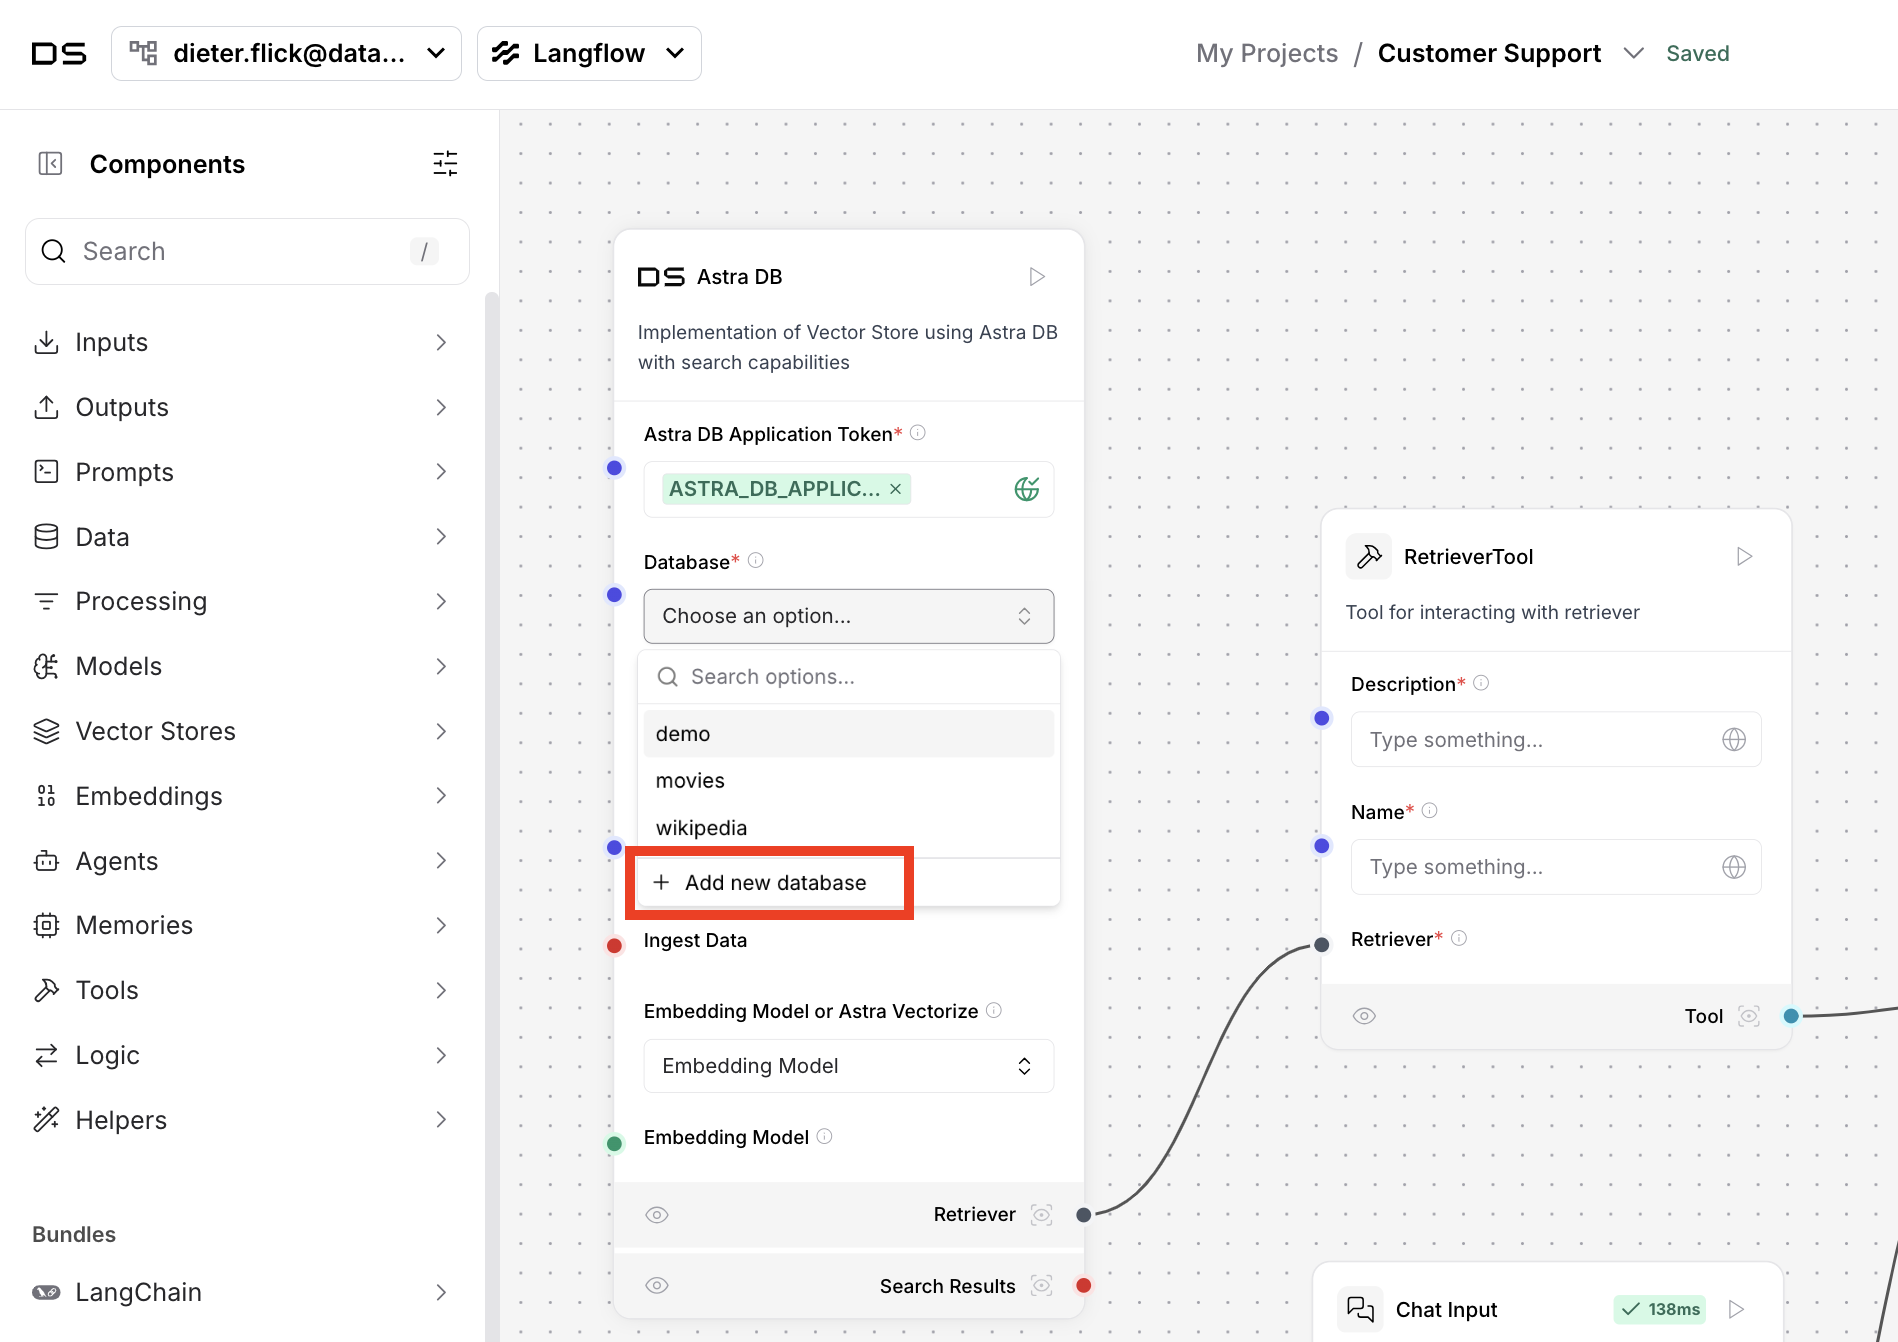 DS
dieter.flick@data...
Langflow
My Projects / Customer Support
Saved
Components
Search
/
Inputs
Outputs
Prompts
Data
Processing
Models
Vector Stores
Embeddings
Agents
Memories
Tools
Logic
Helpers
Bundles
LangChain
DS Astra DB
Implementation of Vector Store using Astra DB
with search capabilities
Astra DB Application Token*
ASTRA_DB_APPLIC...
Database*
Choose an option...
Search options...
demo
movies
wikipedia
+ Add new database
Ingest Data
Embedding Model or Astra Vectorize
Embedding Model
Embedding Model
Retriever
Search Results
RetrieverTool
Tool for interacting with retriever
Description*
Type something...
Name*
Type something...
Retriever*
Tool
Chat Input
138ms